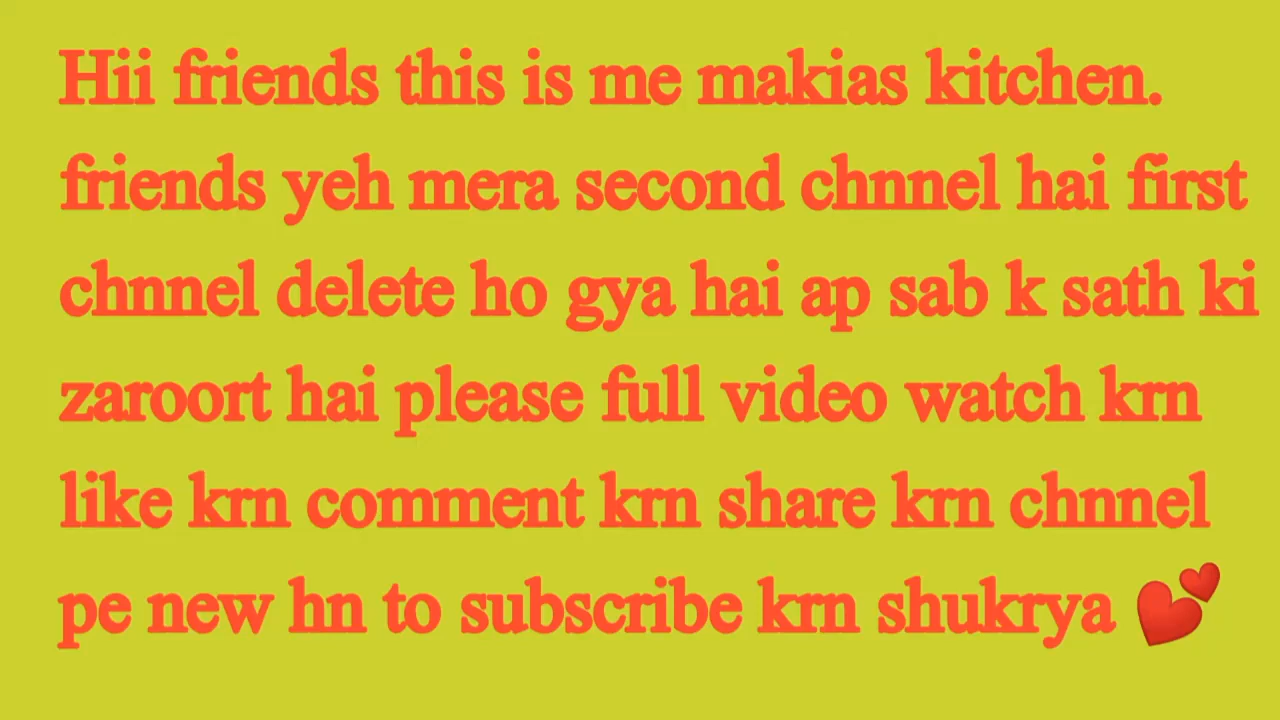 Hii friends this is me makias kitchen.
friends yeh mera second chnnel hai first
chnnel delete ho gya hai ap sab k sath ki
zaroort hai please full video watch krn
like krn comment krn share krn chnnel
pe new hn to subscribe krn shukrya 💕